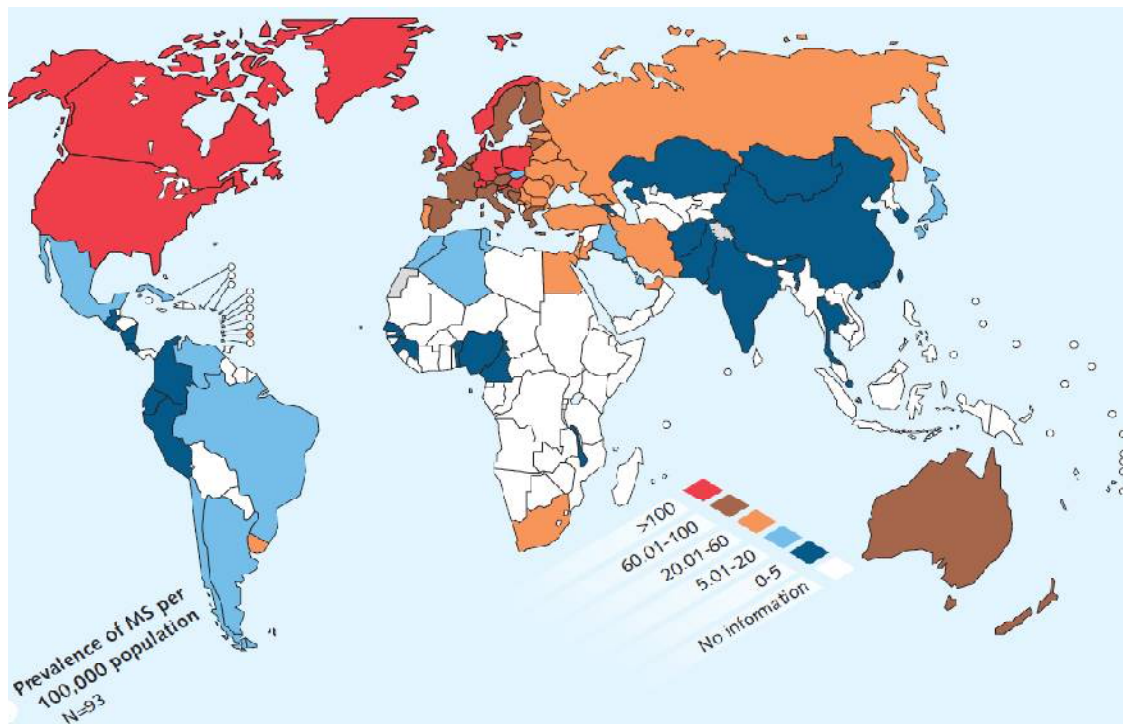 >100
60.01-100
20.01-60
5.01-20
0-5
No information
Prevalence of MS per
100,000 population
N=93